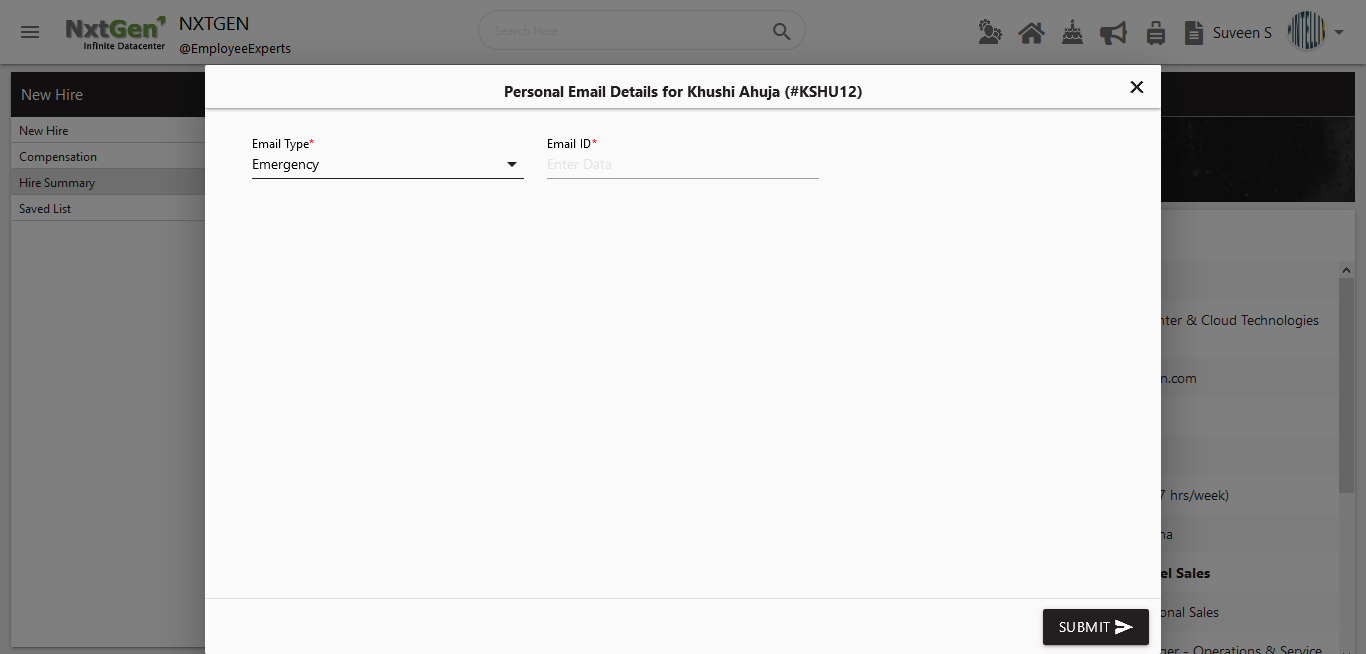 NxtGen
Infinite Datacenter
NXTGEN
@EmployeeExperts
Search Here
Suveen S
New Hire
New Hire
Compensation
Hire Summary
Saved List
Personal Email Details for Khushi Ahuja (#KSHU12)
Email Type*
Emergency
Email ID*
Enter Data
nter & Cloud Technologies
n.com
7 hrs/week)
na
el Sales
onal Sales
ger - Operations & Service
SUBMIT